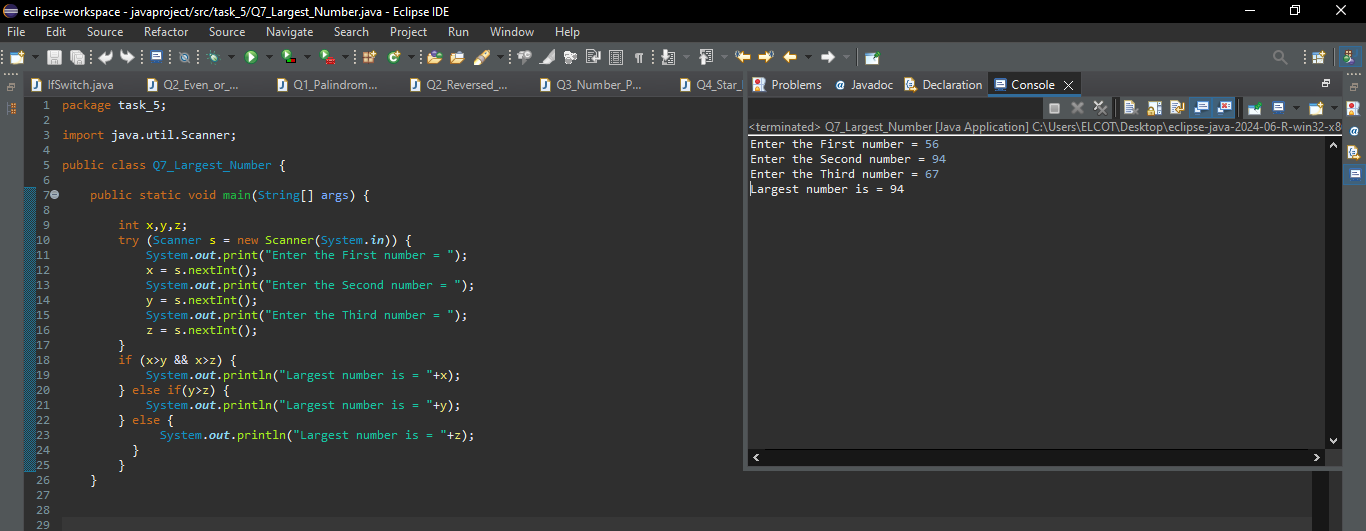 eclipse-workspace - javaproject/src/task_5/Q7_Largest_Number.java - Eclipse IDE
File Edit Source Refactor Source Navigate Search Project Run Window Help
IfSwitch.java Q2_Even_or_... Q1_Palindrom... Q2_Reversed_... Q3_Number_P... Q4_Star_
1 package task_5;
2
3 import java.util.Scanner;
4
5 public class Q7_Largest_Number {
6
7 public static void main(String[] args) {
8
9 int x,y,z;
10 try (Scanner s = new Scanner(System.in)) {
11 System.out.print("Enter the First number = ");
12 x = s.nextInt();
13 System.out.print("Enter the Second number = ");
14 y = s.nextInt();
15 System.out.print("Enter the Third number = ");
16 z = s.nextInt();
17 }
18 if (x>y && x>z) {
19 System.out.println("Largest number is = "+x);
20 } else if(y>z) {
21 System.out.println("Largest number is = "+y);
22 } else {
23 System.out.println("Largest number is = "+z);
24 }
25 }
26 }
27
28
29
Problems Javadoc Declaration Console
<terminated> Q7_Largest_Number [Java Application] C:\Users\ELCOT\Desktop\eclipse-java-2024-06-R-win32-x8
Enter the First number = 56
Enter the Second number = 94
Enter the Third number = 67
Largest number is = 94